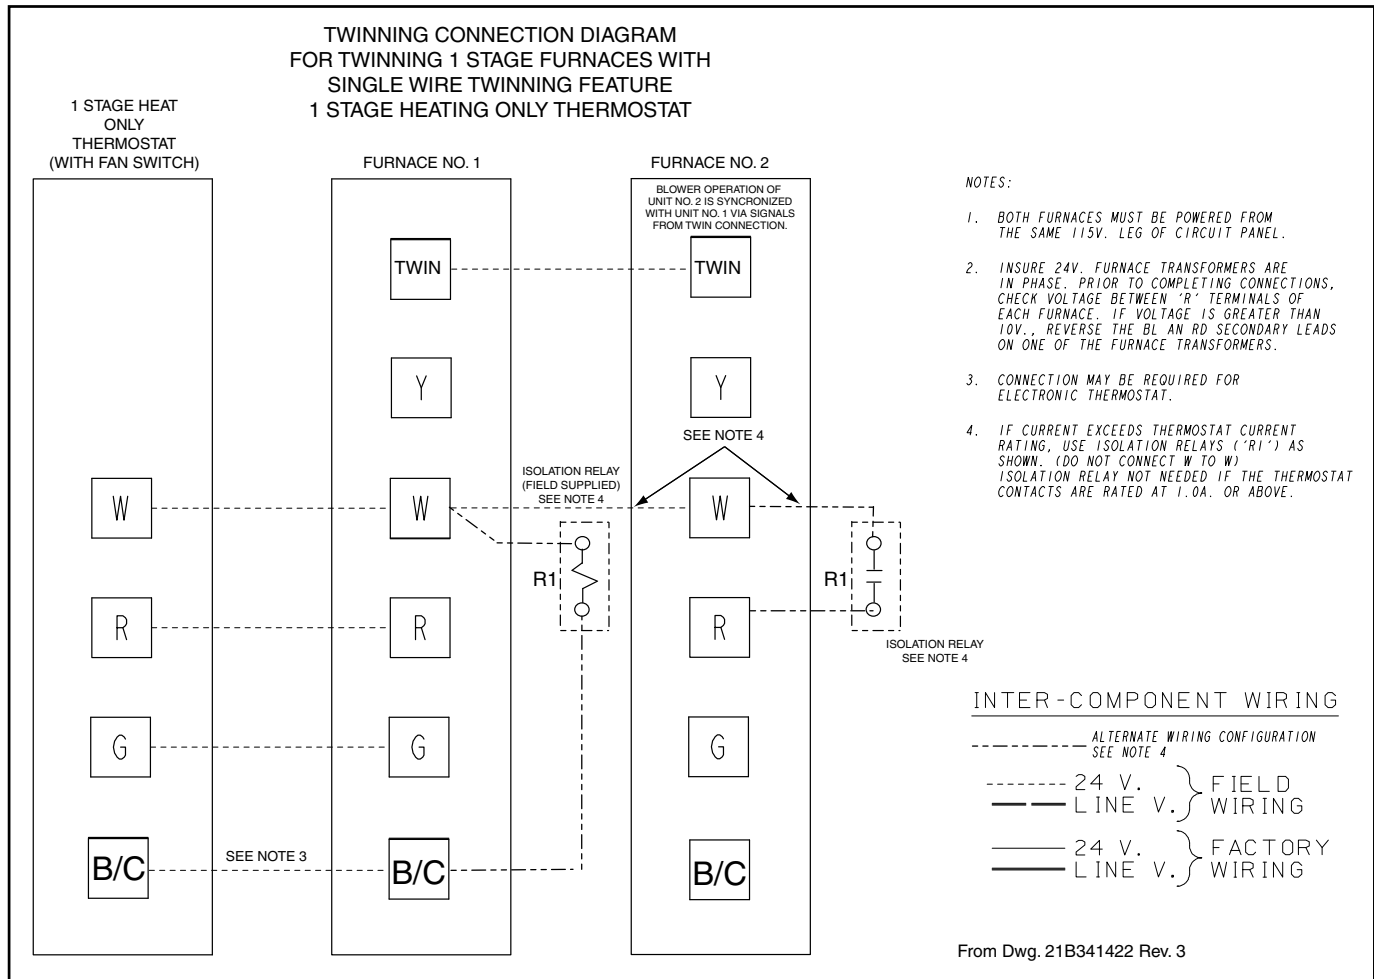 TWINNING CONNECTION DIAGRAM
FOR TWINNING 1 STAGE FURNACES WITH
SINGLE WIRE TWINNING FEATURE
1 STAGE HEATING ONLY THERMOSTAT
1 STAGE HEAT
ONLY
THERMOSTAT
(WITH FAN SWITCH)
FURNACE NO. 1
FURNACE NO. 2
BLOWER OPERATION OF
UNIT NO. 2 IS SYNCRONIZED
WITH UNIT NO. 1 VIA SIGNALS
FROM TWIN CONNECTION.
TWIN
TWIN
Y
Y
SEE NOTE 4
ISOLATION RELAY
(FIELD SUPPLIED)
SEE NOTE 4
W
W
W
R1
R1
R
R
R
ISOLATION RELAY
SEE NOTE 4
G
G
G
B/C
SEE NOTE 3
B/C
B/C
NOTES:
1. BOTH FURNACES MUST BE POWERED FROM
THE SAME 115V. LEG OF CIRCUIT PANEL.
2. INSURE 24V. FURNACE TRANSFORMERS ARE
IN PHASE. PRIOR TO COMPLETING CONNECTIONS,
CHECK VOLTAGE BETWEEN 'R' TERMINALS OF
EACH FURNACE. IF VOLTAGE IS GREATER THAN
10V., REVERSE THE BL AN RD SECONDARY LEADS
ON ONE OF THE FURNACE TRANSFORMERS.
3. CONNECTION MAY BE REQUIRED FOR
ELECTRONIC THERMOSTAT.
4. IF CURRENT EXCEEDS THERMOSTAT CURRENT
RATING, USE ISOLATION RELAYS ('R1') AS
SHOWN. (DO NOT CONNECT W TO W)
ISOLATION RELAY NOT NEEDED IF THE THERMOSTAT
CONTACTS ARE RATED AT 1.0A. OR ABOVE.
INTER-COMPONENT WIRING
ALTERNATE WIRING CONFIGURATION
SEE NOTE 4
24 V. FIELD
LINE V. WIRING
24 V. FACTORY
LINE V. WIRING
From Dwg. 21B341422 Rev. 3